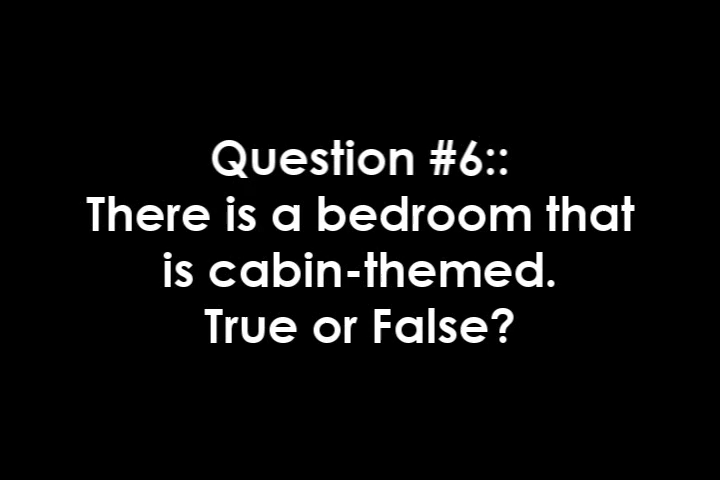 Question #6::
There is a bedroom that
is cabin-themed.
True or False?